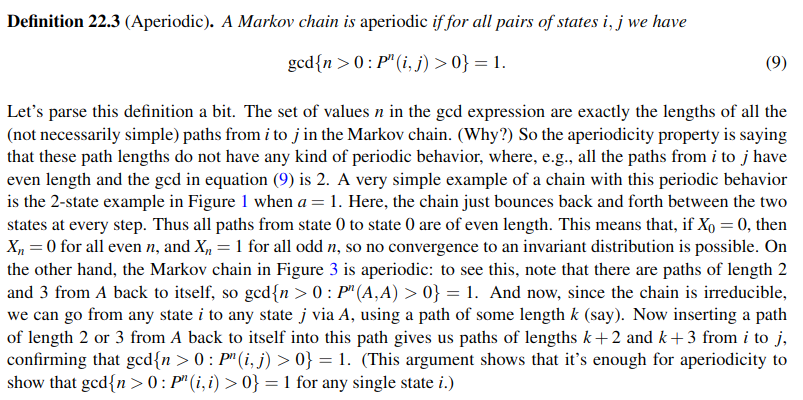 Definition 22.3 (Aperiodic). A Markov chain is aperiodic if for all pairs of states i, j we have
gcd{n > 0 : Pⁿ(i, j) > 0} = 1. (9)
Let's parse this definition a bit. The set of values n in the gcd expression are exactly the lengths of all the
(not necessarily simple) paths from i to j in the Markov chain. (Why?) So the aperiodicity property is saying
that these path lengths do not have any kind of periodic behavior, where, e.g., all the paths from i to j have
even length and the gcd in equation (9) is 2. A very simple example of a chain with this periodic behavior
is the 2-state example in Figure 1 when a = 1. Here, the chain just bounces back and forth between the two
states at every step. Thus all paths from state 0 to state 0 are of even length. This means that, if X₀ = 0, then
Xₙ = 0 for all even n, and Xₙ = 1 for all odd n, so no convergence to an invariant distribution is possible. On
the other hand, the Markov chain in Figure 3 is aperiodic: to see this, note that there are paths of length 2
and 3 from A back to itself, so gcd{n > 0 : Pⁿ(A,A) > 0} = 1. And now, since the chain is irreducible,
we can go from any state i to any state j via A, using a path of some length k (say). Now inserting a path
of length 2 or 3 from A back to itself into this path gives us paths of lengths k + 2 and k + 3 from i to j,
confirming that gcd{n > 0 : Pⁿ(i, j) > 0} = 1. (This argument shows that it's enough for aperiodicity to
show that gcd{n > 0 : Pⁿ(i,i) > 0} = 1 for any single state i.)